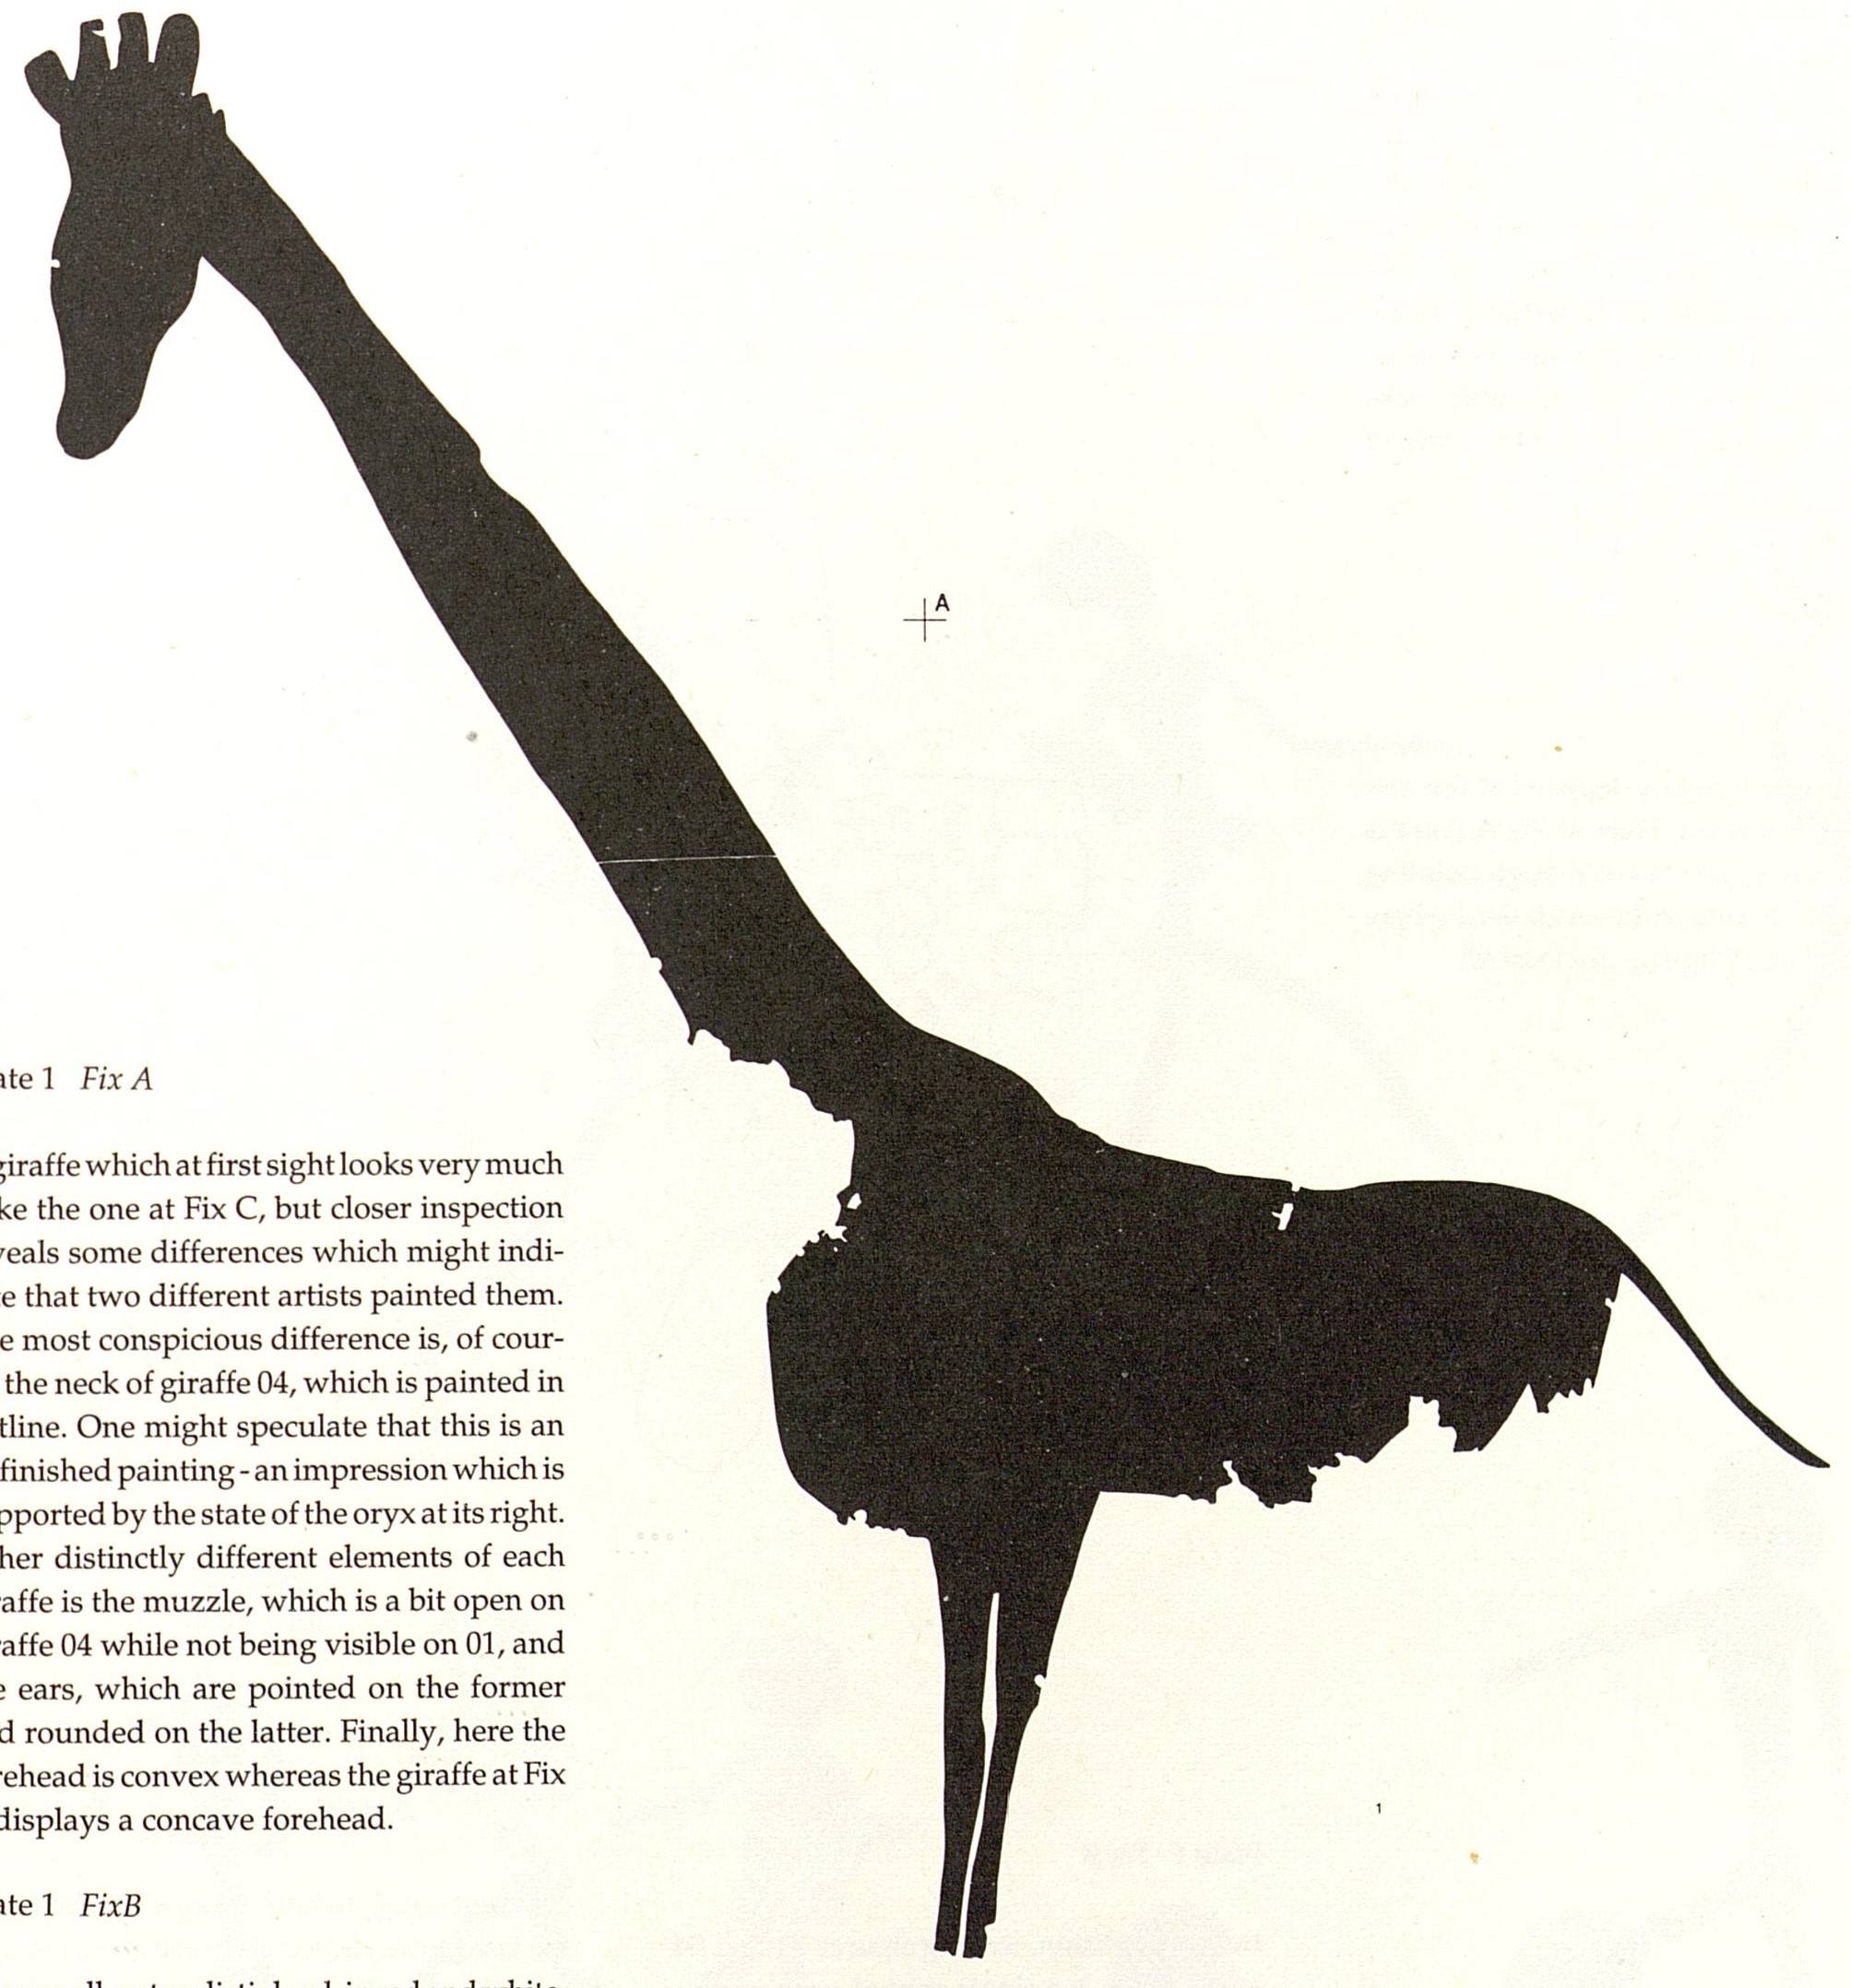 A
ate 1 Fix A
giraffe which at first sight looks very much
ke the one at Fix C, but closer inspection
veals some differences which might indi-
e that two different artists painted them.
e most conspicious difference is, of cour-
the neck of giraffe 04, which is painted in
tline. One might speculate that this is an
finished painting - an impression which is
pported by the state of the oryx at its right.
her distinctly different elements of each
raffe is the muzzle, which is a bit open on
raffe 04 while not being visible on 01, and
e ears, which are pointed on the former
d rounded on the latter. Finally, here the
rehead is convex whereas the giraffe at Fix
displays a concave forehead.
1
ate 1 FixB